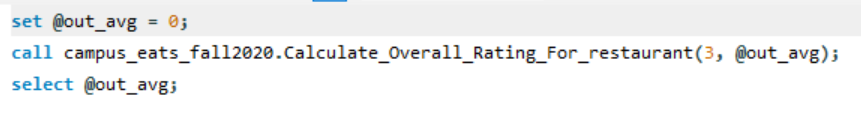 set @out_avg = 0;
call campus_eats_fall2020.Calculate_Overall_Rating_For_restaurant(3, @out_avg);
select @out_avg;